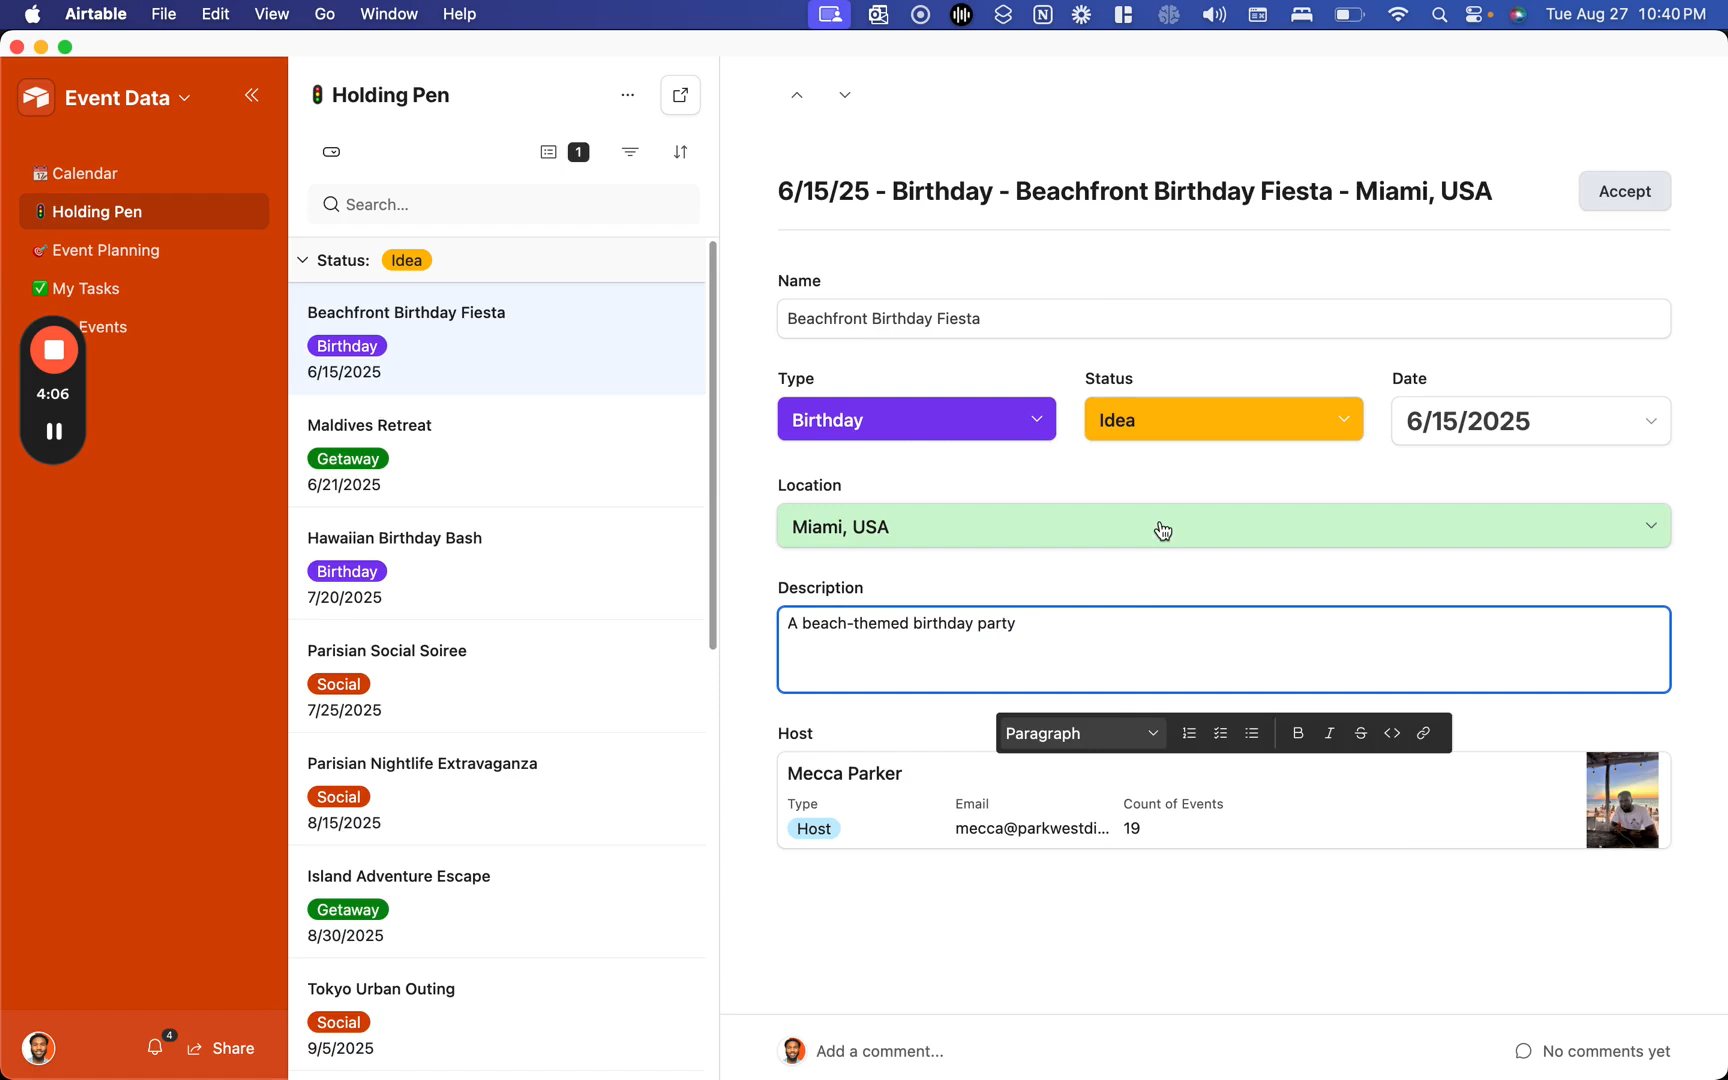 Airtable File Edit View Go Window Help Tue Aug 27 10:40 PM
Event Data
Calendar
Holding Pen
Event Planning
My Tasks
Events
4:06
4
Share
Holding Pen
1
Search...
Status: Idea
Beachfront Birthday Fiesta
Birthday
6/15/2025
Maldives Retreat
Getaway
6/21/2025
Hawaiian Birthday Bash
Birthday
7/20/2025
Parisian Social Soiree
Social
7/25/2025
Parisian Nightlife Extravaganza
Social
8/15/2025
Island Adventure Escape
Getaway
8/30/2025
Tokyo Urban Outing
Social
9/5/2025
6/15/25 - Birthday - Beachfront Birthday Fiesta - Miami, USA
Accept
Name
Beachfront Birthday Fiesta
Type Status Date
Birthday Idea 6/15/2025
Location
Miami, USA
Description
A beach-themed birthday party
Host
Paragraph
Mecca Parker
Type Email Count of Events
Host mecca@parkwestdi... 19
Add a comment...
No comments yet